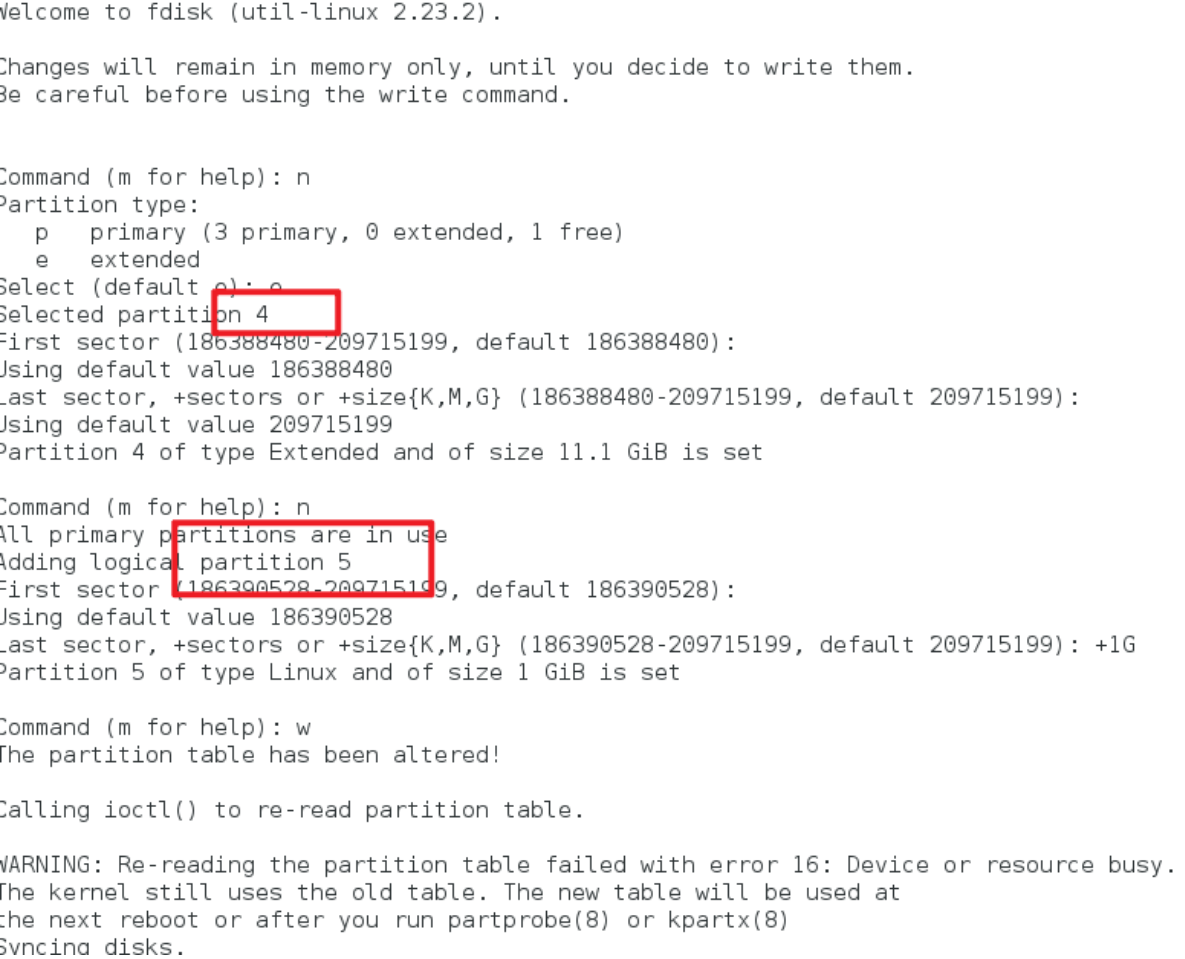 Welcome to fdisk (util-linux 2.23.2).
Changes will remain in memory only, until you decide to write them.
Be careful before using the write command.
Command (m for help): n
Partition type:
   p   primary (3 primary, 0 extended, 1 free)
   e   extended
Select (default e): e
Selected partition 4
First sector (186388480-209715199, default 186388480):
Using default value 186388480
Last sector, +sectors or +size{K,M,G} (186388480-209715199, default 209715199):
Using default value 209715199
Partition 4 of type Extended and of size 11.1 GiB is set
Command (m for help): n
All primary partitions are in use
Adding logical partition 5
First sector (186390528-209715199, default 186390528):
Using default value 186390528
Last sector, +sectors or +size{K,M,G} (186390528-209715199, default 209715199): +1G
Partition 5 of type Linux and of size 1 GiB is set
Command (m for help): w
The partition table has been altered!
Calling ioctl() to re-read partition table.
WARNING: Re-reading the partition table failed with error 16: Device or resource busy.
The kernel still uses the old table. The new table will be used at
the next reboot or after you run partprobe(8) or kpartx(8)
Syncing disks.